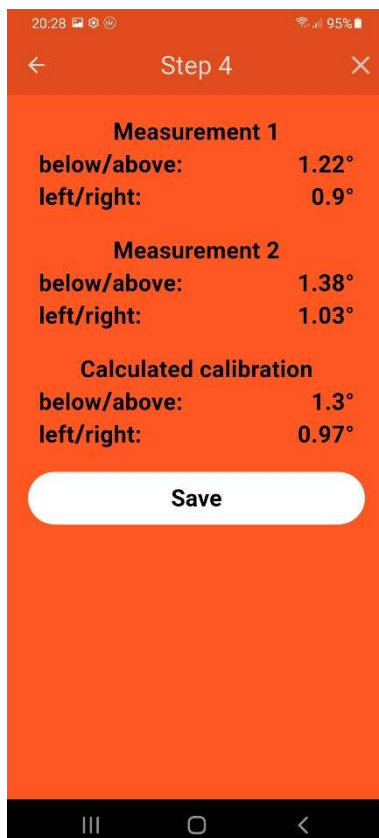 20:28 95%
Step 4
Measurement 1
below/above: 1.22°
left/right: 0.9°
Measurement 2
below/above: 1.38°
left/right: 1.03°
Calculated calibration
below/above: 1.3°
left/right: 0.97°
Save